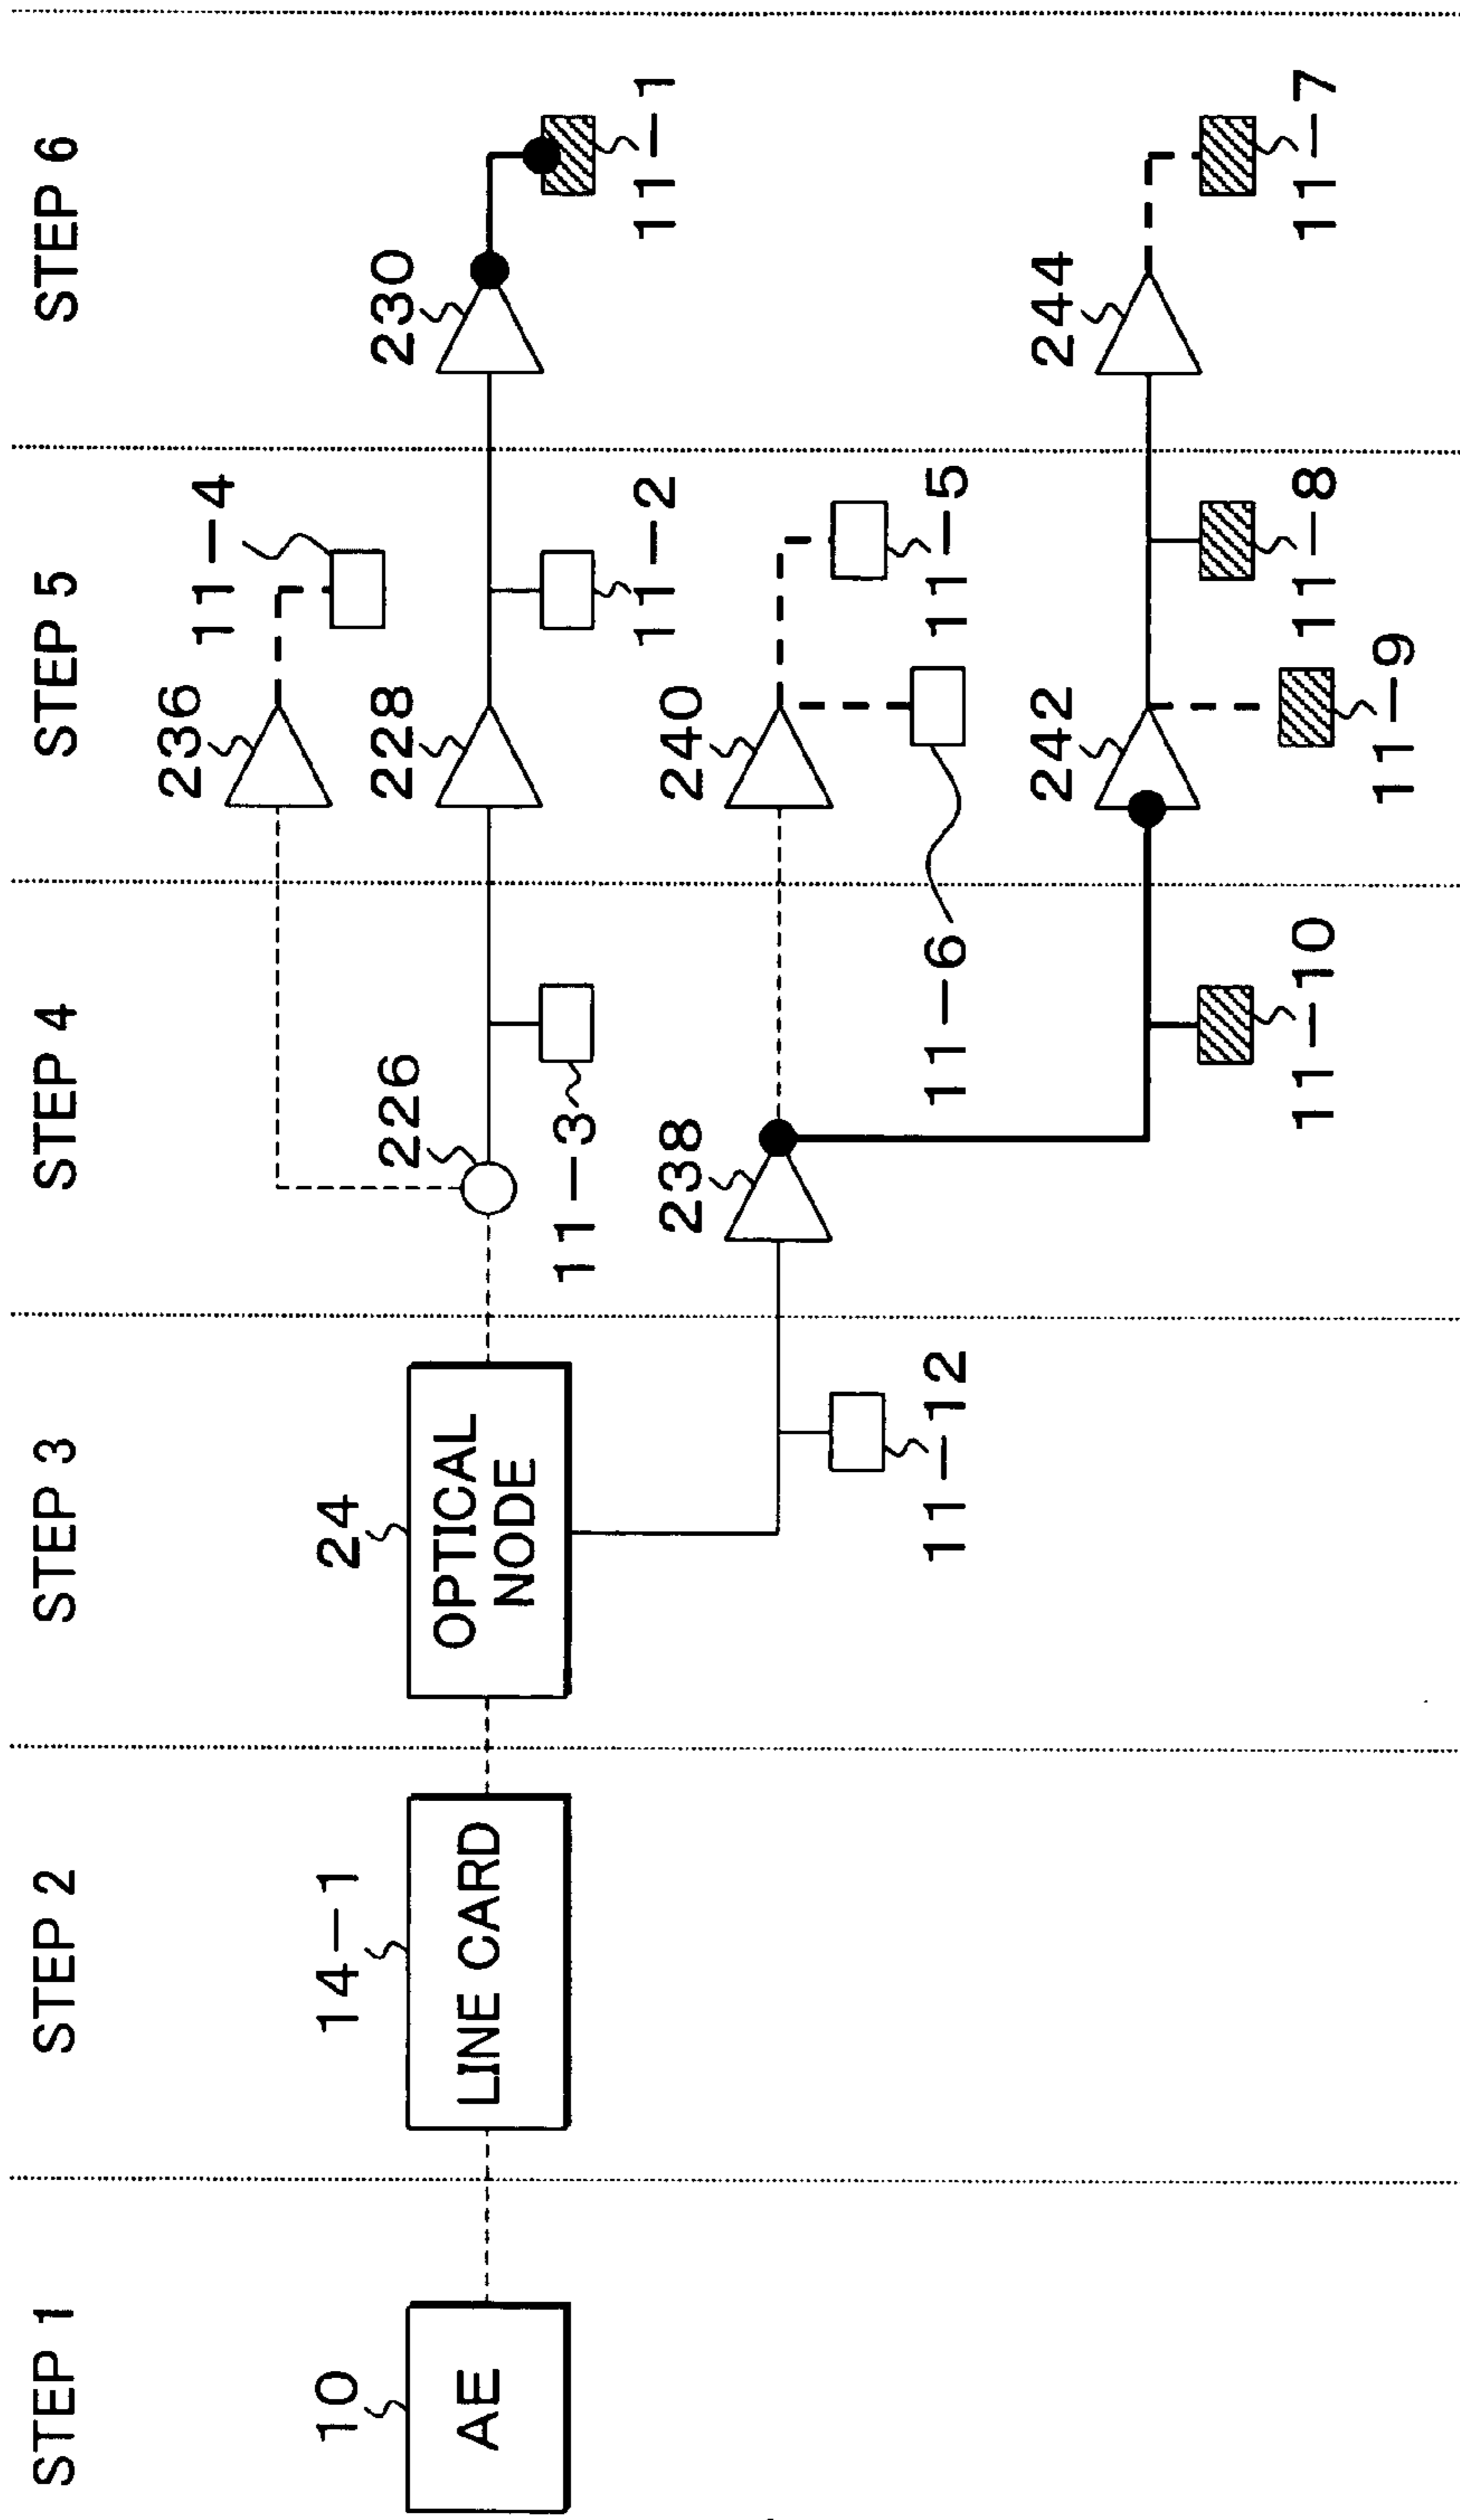 STEP 1
STEP 2
STEP 3
STEP 4
STEP 5
STEP 6
10
AE
14-1
LINE CARD
24
OPTICAL
NODE
11-12
226
11-3
238
11-10
236
11-4
228
11-2
240
11-5
11-6
242
11-8
11-9
230
11-1
244
11-7